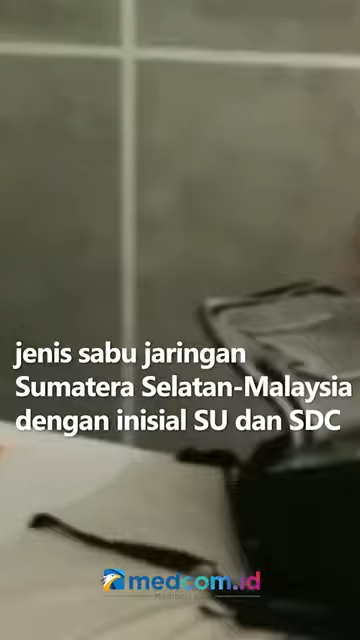 jenis sabu jaringan
Sumatera Selatan-Malaysia
dengan inisial SU dan SDC
medcom.id